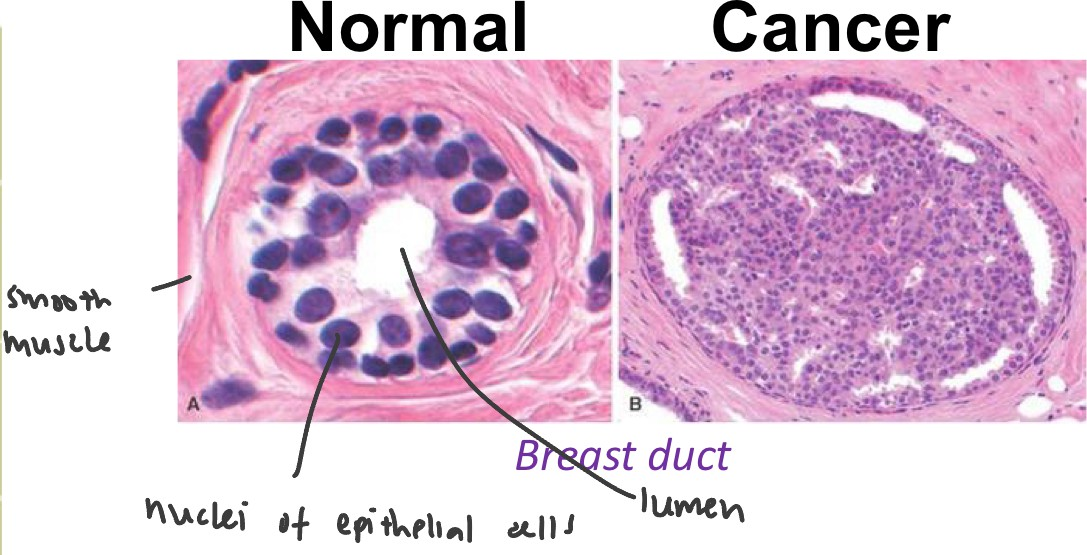 Normal
Cancer
smooth
muscle
A
B
Breast duct
nuclei of epithelial cells
lumen